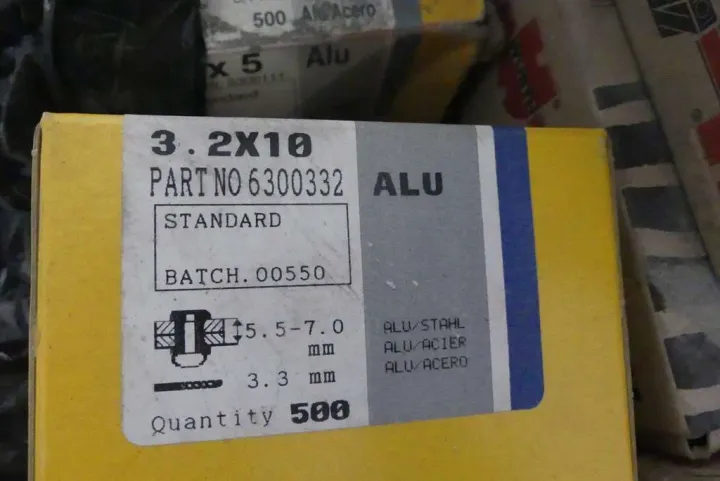 500 Alu/Acero
x 5 Alu
3.2X10
PART NO 6300332
ALU
STANDARD
BATCH.00550
5.5-7.0
mm
3.3 mm
Quantity 500
ALU/STAHL
ALU/ACIER
ALU/ACERO